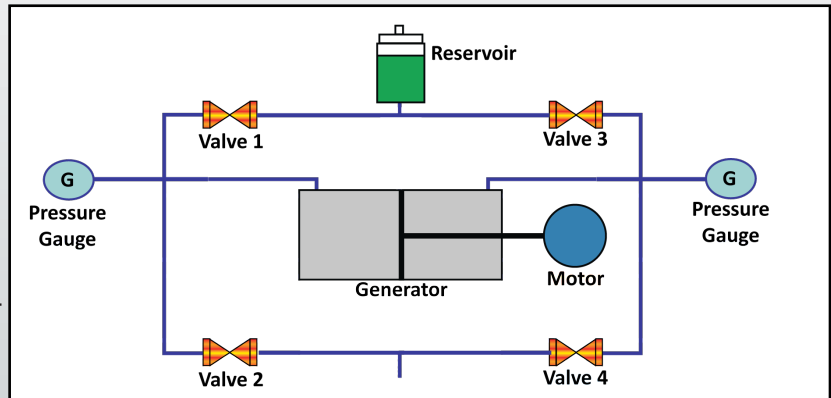 Reservoir
Valve 1
Valve 3
G
G
Pressure
Gauge
Pressure
Gauge
Generator
Motor
Valve 2
Valve 4